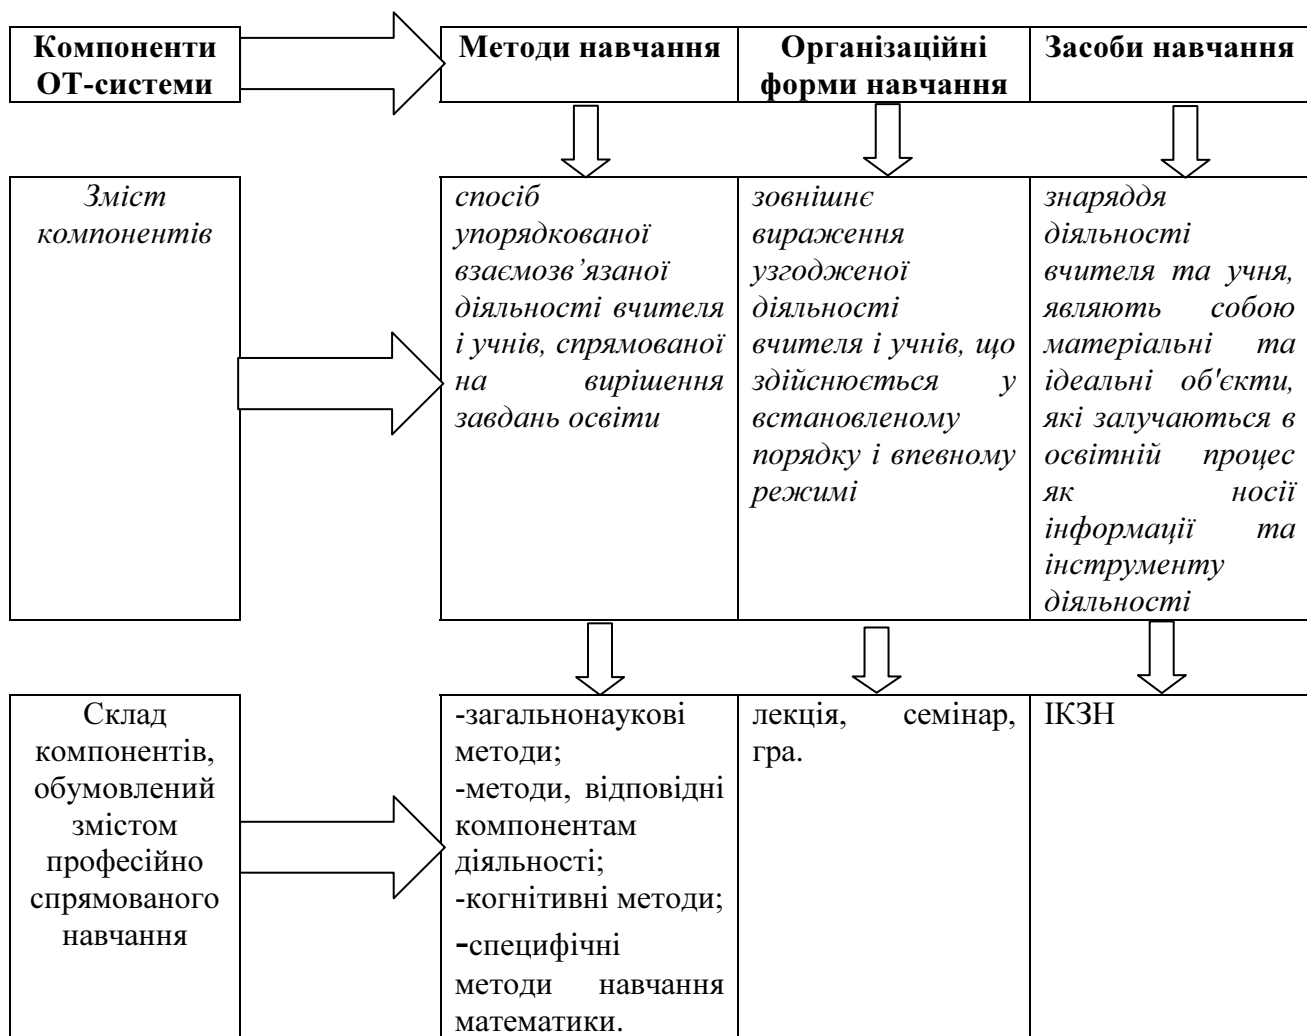 Компоненти
ОТ-системи
Методи навчання
Організаційні
форми навчання
Засоби навчання
Зміст
компонентів
спосіб
упорядкованої
взаємозв’язаної
діяльності вчителя
і учнів, спрямованої
на вирішення
завдань освіти
зовнішнє
вираження
узгодженої
діяльності
вчителя і учнів, що
здійснюється у
встановленому
порядку і впевному
режимі
знаряддя
діяльності
вчителя та учня,
являють собою
матеріальні та
ідеальні об'єкти,
які залучаються в
освітній процес
як носії
інформації та
інструменту
діяльності
Склад
компонентів,
обумовлений
змістом
професійно
спрямованого
навчання
-загальнонаукові
методи;
-методи, відповідні
компонентам
діяльності;
-когнітивні методи;
-специфічні
методи навчання
математики.
лекція, семінар,
гра.
ІКЗН